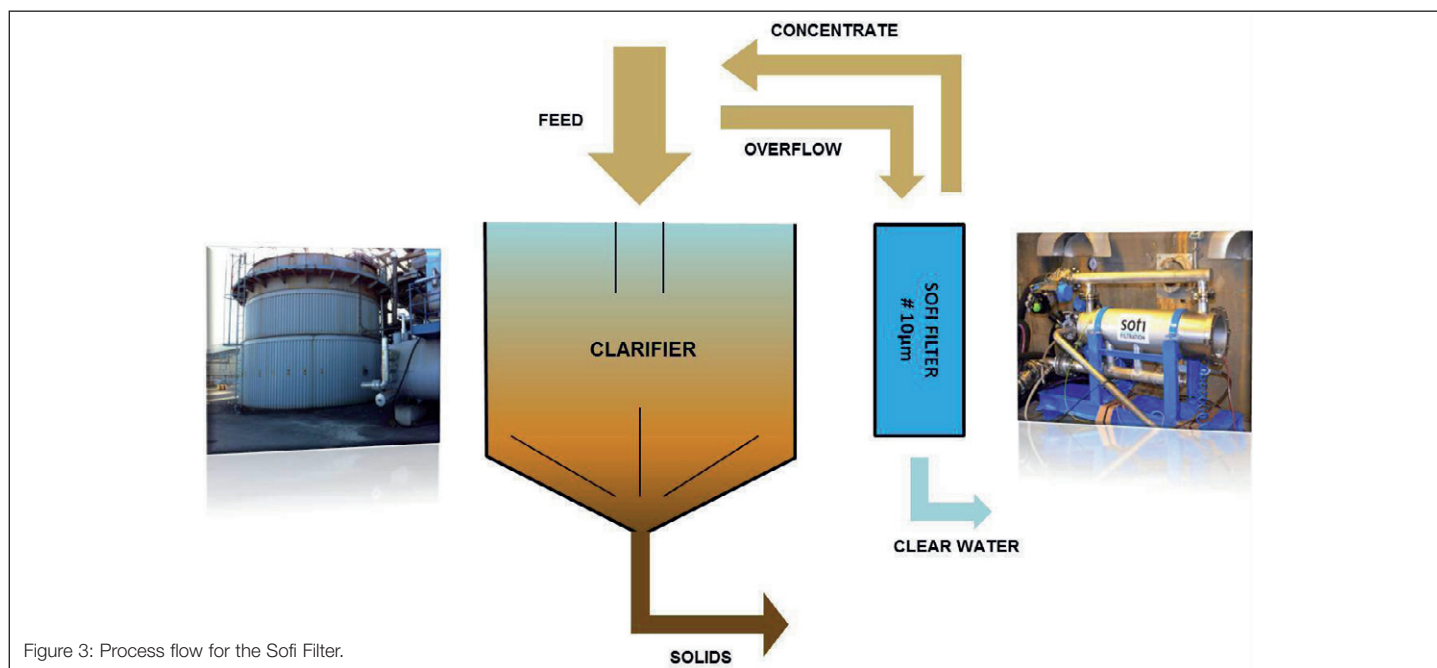 CONCENTRATE
FEED
OVERFLOW
CLARIFIER
SOFI FILTER
# 10µm
sofi
FILTRATION
CLEAR WATER
SOLIDS
Figure 3: Process flow for the Sofi Filter.